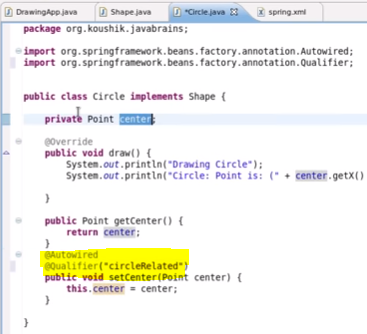 DrawingApp.java Shape.java *Circle.java spring.xml
package org.koushik.javabrains;
import org.springframework.beans.factory.annotation.Autowired;
import org.springframework.beans.factory.annotation.Qualifier;
public class Circle implements Shape {
private Point center;
@Override
public void draw() {
System.out.println("Drawing Circle");
System.out.println("Circle: Point is: (" + center.getX()
}
public Point getCenter() {
return center;
}
@Autowired
@Qualifier("circleRelated")
public void setCenter(Point center) {
this.center = center;
}
}